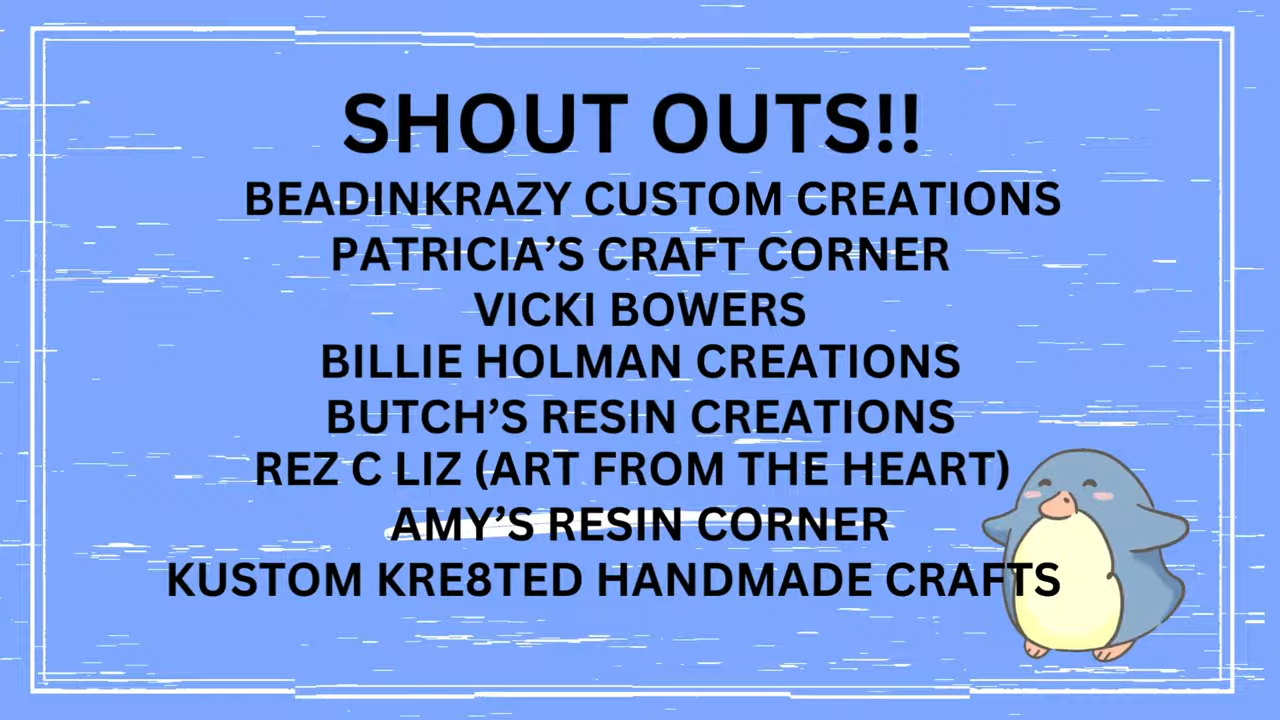 SHOUT OUTS!!
BEADINKRAZY CUSTOM CREATIONS
PATRICIA’S CRAFT CORNER
VICKI BOWERS
BILLIE HOLMAN CREATIONS
BUTCH’S RESIN CREATIONS
REZ C LIZ (ART FROM THE HEART)
AMY’S RESIN CORNER
KUSTOM KRE8TED HANDMADE CRAFTS